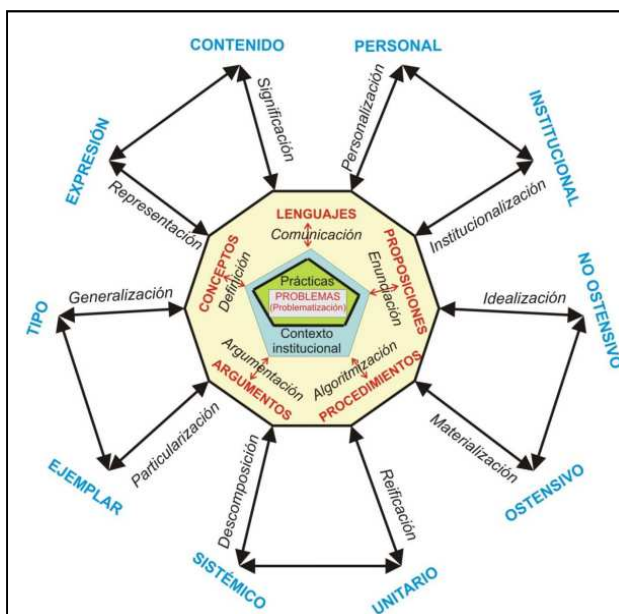 CONTENIDO
PERSONAL
EXPRESIÓN
Significación
Personalización
INSTITUCIONAL
Representación
Institucionalización
LENGUAJES
Comunicación
CONCEPTOS
Definición
Enunciación
PROPOSICIONES
Prácticas
PROBLEMAS
(Problematización)
Contexto
institucional
TIPO
Generalización
Idealización
NO OSTENSIVO
Argumentación
ARGUMENTOS
Algoritmización
PROCEDIMIENTOS
EJEMPLAR
Particularización
Materialización
OSTENSIVO
Descomposición
Reificación
SISTÉMICO
UNITARIO